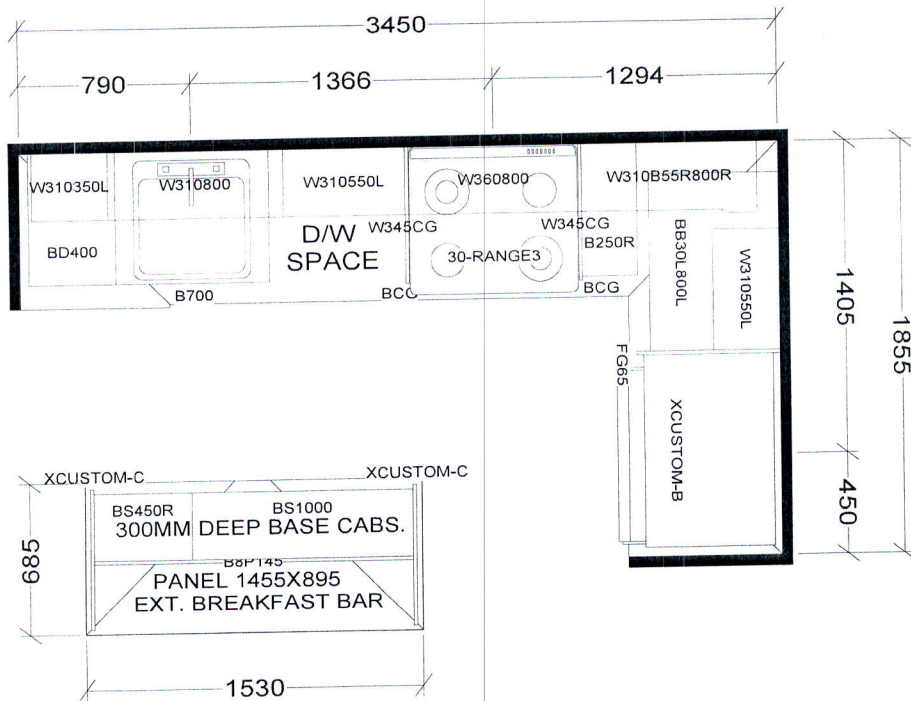 3450
790
1366
1294
W310350L
W310800
W310550L
W360800
W310B55R800R
BD400
D/W
SPACE
W345CG
W345CG
30-RANGE3
B250R
B700
BCG
BCG
BB30L800L
W310550L
FG65
XCUSTOM-B
1405
1855
450
XCUSTOM-C
XCUSTOM-C
BS450R
BS1000
300MM DEEP BASE CABS.
B8P145
PANEL 1455X895
EXT. BREAKFAST BAR
685
1530